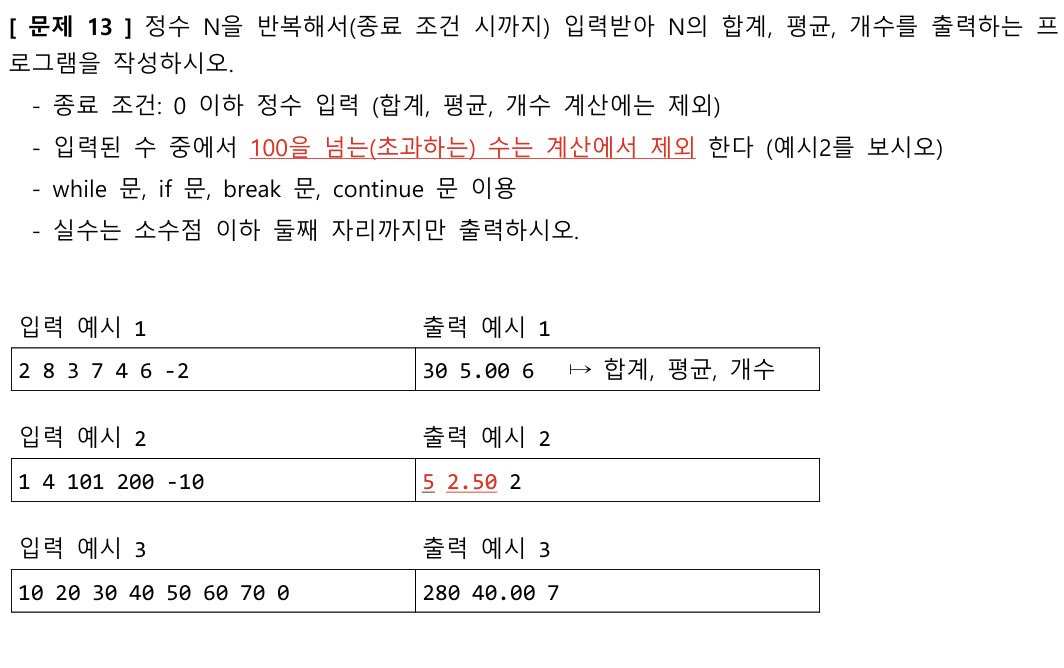 [ 문제 13 ] 정수 N을 반복해서(종료 조건 시까지) 입력받아 N의 합계, 평균, 개수를 출력하는 프
로그램을 작성하시오.
- 종료 조건: 0 이하 정수 입력 (합계, 평균, 개수 계산에는 제외)
- 입력된 수 중에서 100을 넘는(초과하는) 수는 계산에서 제외 한다 (예시2를 보시오)
- while 문, if 문, break 문, continue 문 이용
- 실수는 소수점 이하 둘째 자리까지만 출력하시오.
입력 예시 1 출력 예시 1
2 8 3 7 4 6 -2 30 5.00 6 ↦ 합계, 평균, 개수
입력 예시 2 출력 예시 2
1 4 101 200 -10 5 2.50 2
입력 예시 3 출력 예시 3
10 20 30 40 50 60 70 0 280 40.00 7